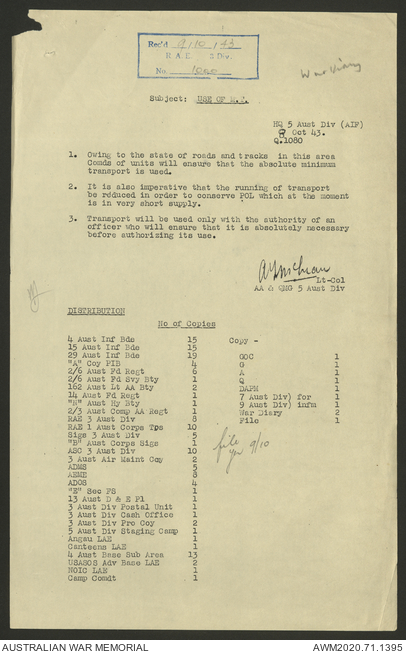 Rec'd 9/10/43
R.A.E. 3 Div.
No. 1000
War Diary
Subject: USE OF M.T.
HQ 5 Aust Div (AIF)
8 Oct 43.
Q.1080
1. Owing to the state of roads and tracks in this area
Comds of units will ensure that the absolute minimum
transport is used.
2. It is also imperative that the running of transport
be reduced in order to conserve POL which at the moment
is in very short supply.
3. Transport will be used only with the authority of an
officer who will ensure that it is absolutely necessary
before authorizing its use.
Lt-Col
AA & QMG 5 Aust Div
DISTRIBUTION
No of Copies
4 Aust Inf Bde 15
15 Aust Inf Bde 15
29 Aust Inf Bde 19
"A" Coy PIB 4
2/6 Aust Fd Regt 6
2/6 Aust Fd Svy Bty 1
162 Aust Lt AA Bty 2
14 Aust Fd Regt 1
Aust Hy Bty 1
2/3 Aust Comp AA Regt 1
RAE 3 Aust Div 8
RAE 1 Aust Corps Tps 10
Sigs 3 Aust Div 5
Aust Corps Sigs 1
ASC 3 Aust Div 10
3 Aust Air Maint Coy 2
ADMS 5
AEME 8
ADOS 4
"E" Sec FS 1
13 Aust D & E Pl 1
3 Aust Div Postal Unit 1
3 Aust Div Cash Office 1
3 Aust Div Pro Coy 2
5 Aust Div Staging Camp 1
Angau LAE 1
Canteens LAE 1
4 Aust Base Sub Area 13
USASOS Adv Base LAE 2
NOIC LAE 1
Camp Comdt 1
Copy -
GOC 1
G 1
A 1
Q 1
DAPM 1
7 Aust Div) for 1
9 Aust Div) infm 1
War Diary 2
File 1
file
9/10
AUSTRALIAN WAR MEMORIAL
AWM2020.71.1395